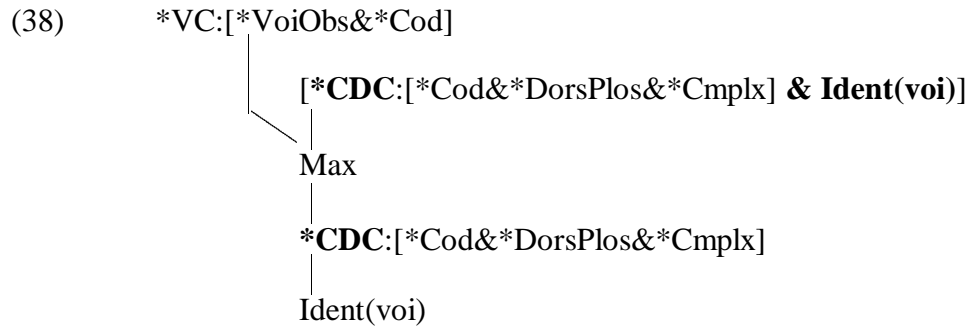 (38) *VC:[*VoiObs&*Cod]
[*CDC:[*Cod&*DorsPlos&*Cmplx] & Ident(voi)]
Max
*CDC:[*Cod&*DorsPlos&*Cmplx]
Ident(voi)